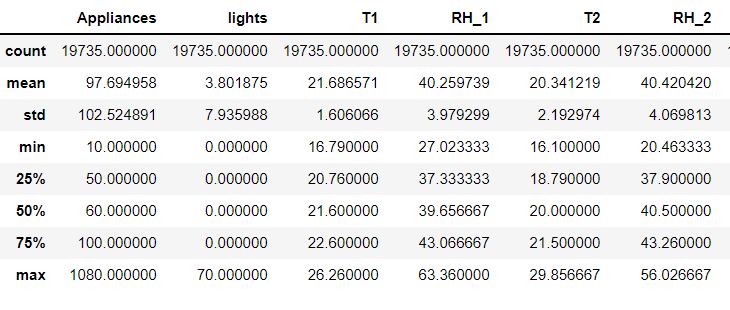 Appliances lights T1 RH_1 T2 RH_2
count 19735.000000 19735.000000 19735.000000 19735.000000 19735.000000 19735.000000
mean 97.694958 3.801875 21.686571 40.259739 20.341219 40.420420
std 102.524891 7.935988 1.606066 3.979299 2.192974 4.069813
min 10.000000 0.000000 16.790000 27.023333 16.100000 20.463333
25% 50.000000 0.000000 20.760000 37.333333 18.790000 37.900000
50% 60.000000 0.000000 21.600000 39.656667 20.000000 40.500000
75% 100.000000 0.000000 22.600000 43.066667 21.500000 43.260000
max 1080.000000 70.000000 26.260000 63.360000 29.856667 56.026667